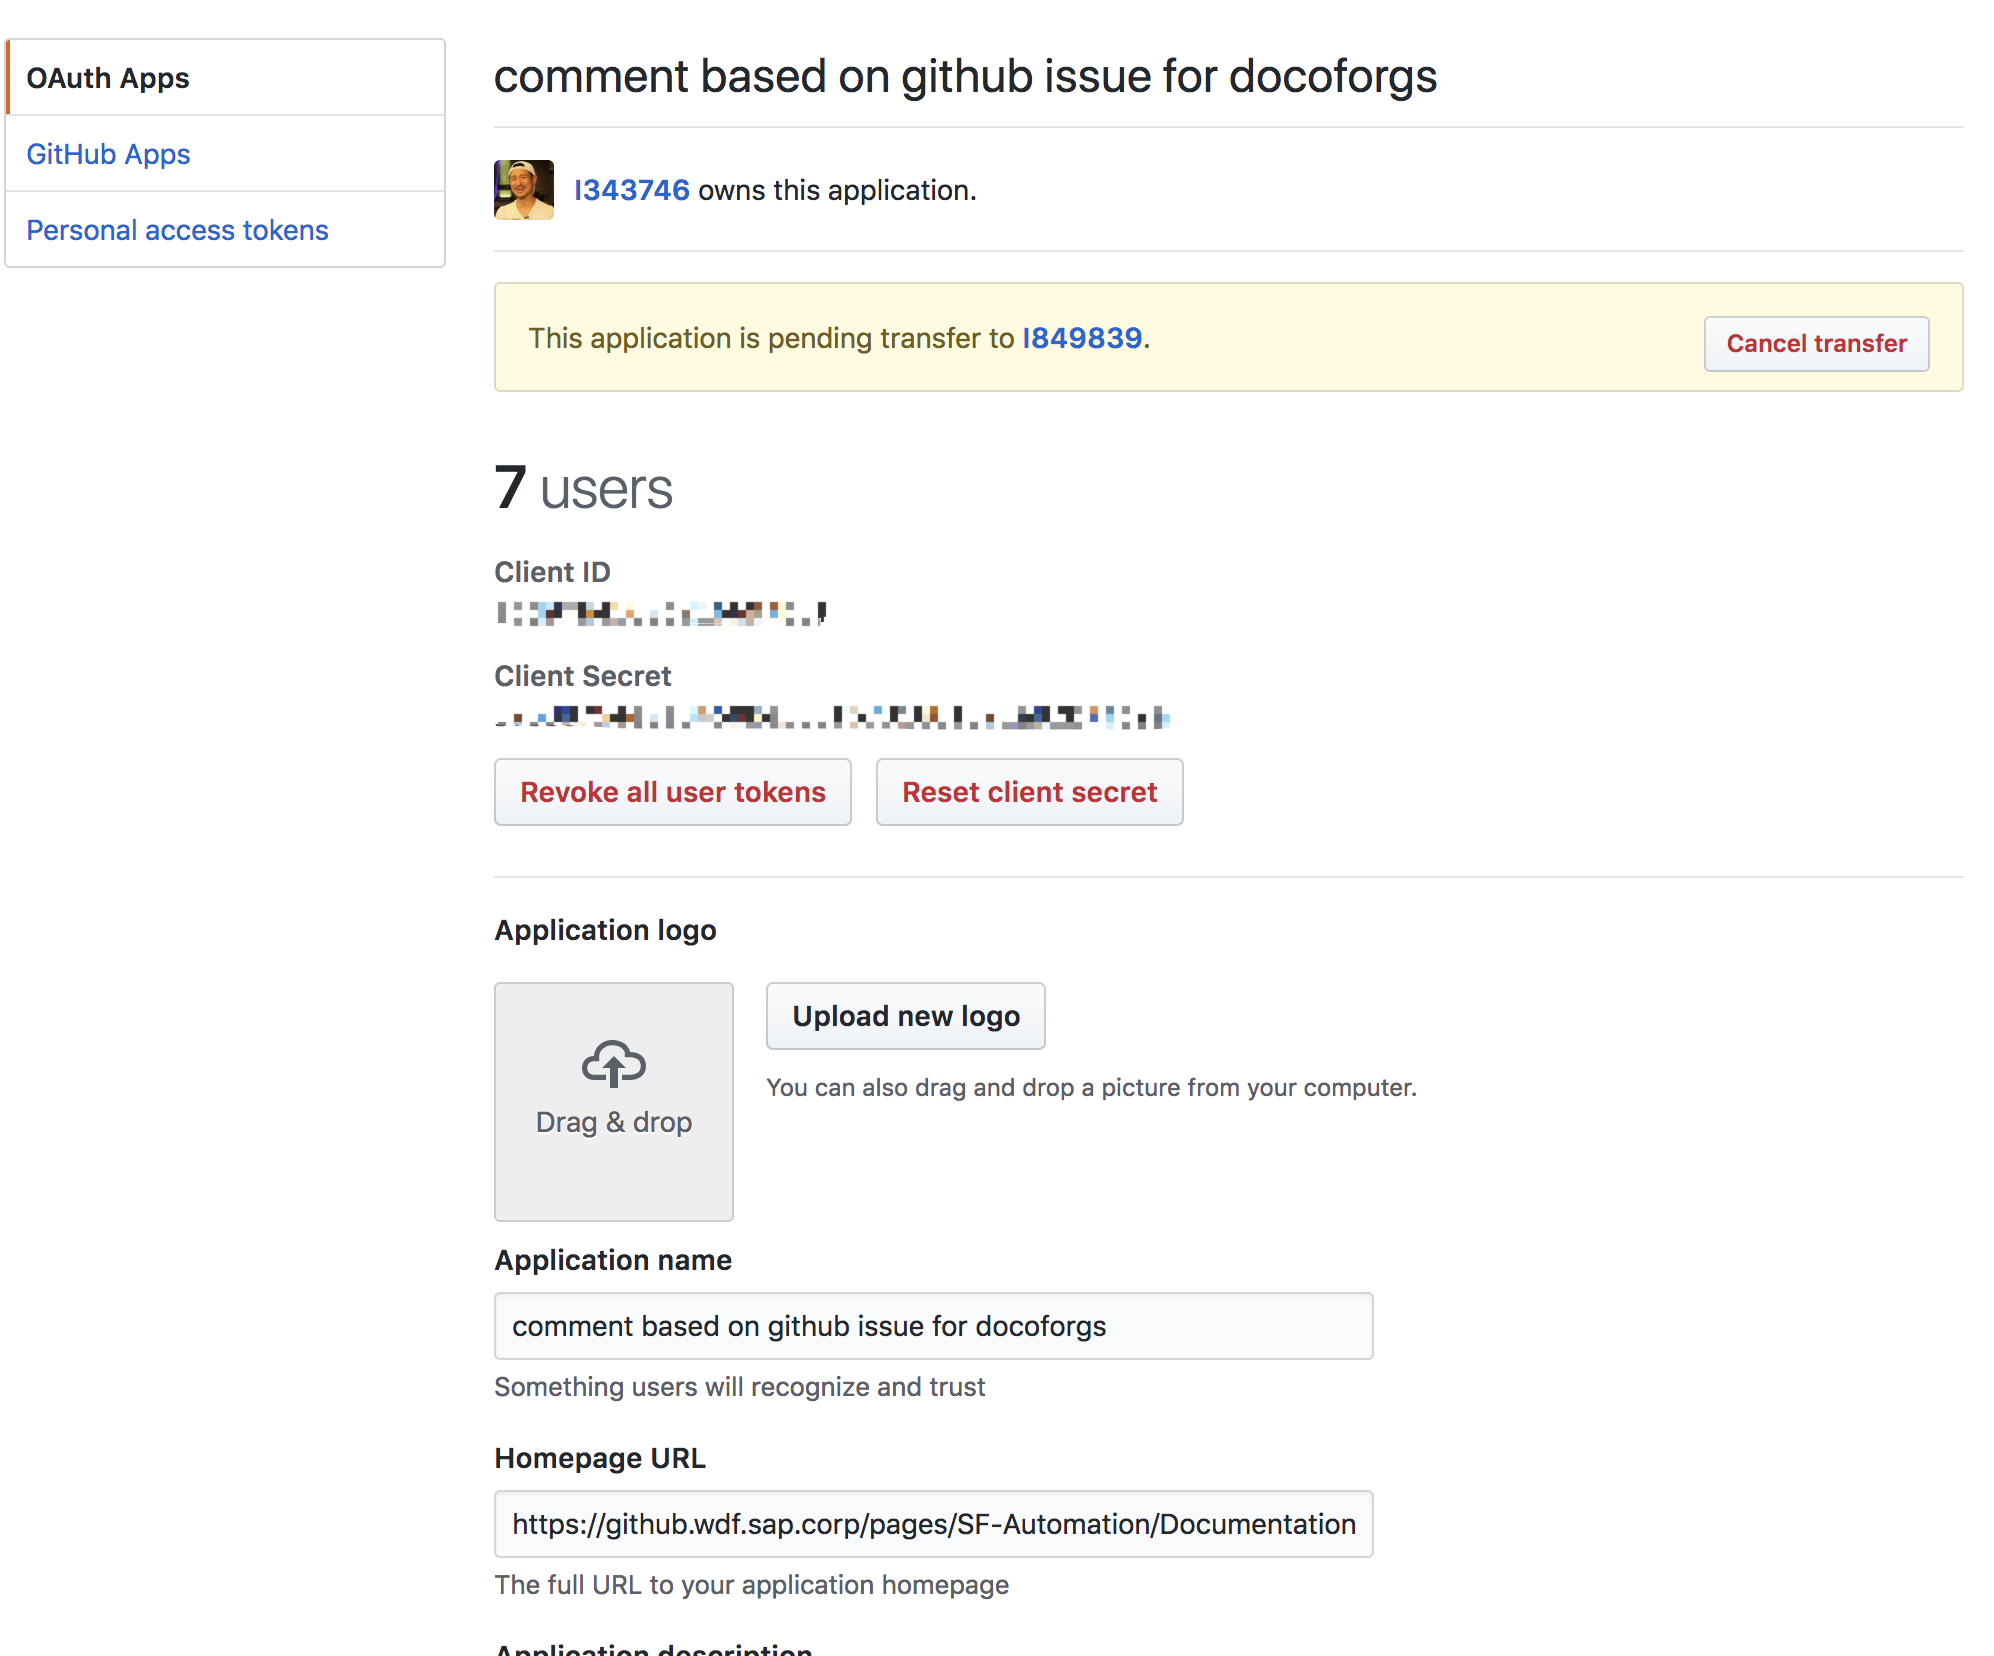 OAuth Apps
GitHub Apps
Personal access tokens
comment based on github issue for docoforgs
I343746 owns this application.
This application is pending transfer to I849839.
Cancel transfer
7 users
Client ID
Client Secret
Revoke all user tokens
Reset client secret
Application logo
Drag & drop
Upload new logo
You can also drag and drop a picture from your computer.
Application name
comment based on github issue for docoforgs
Something users will recognize and trust
Homepage URL
https://github.wdf.sap.corp/pages/SF-Automation/Documentation
The full URL to your application homepage
Application description